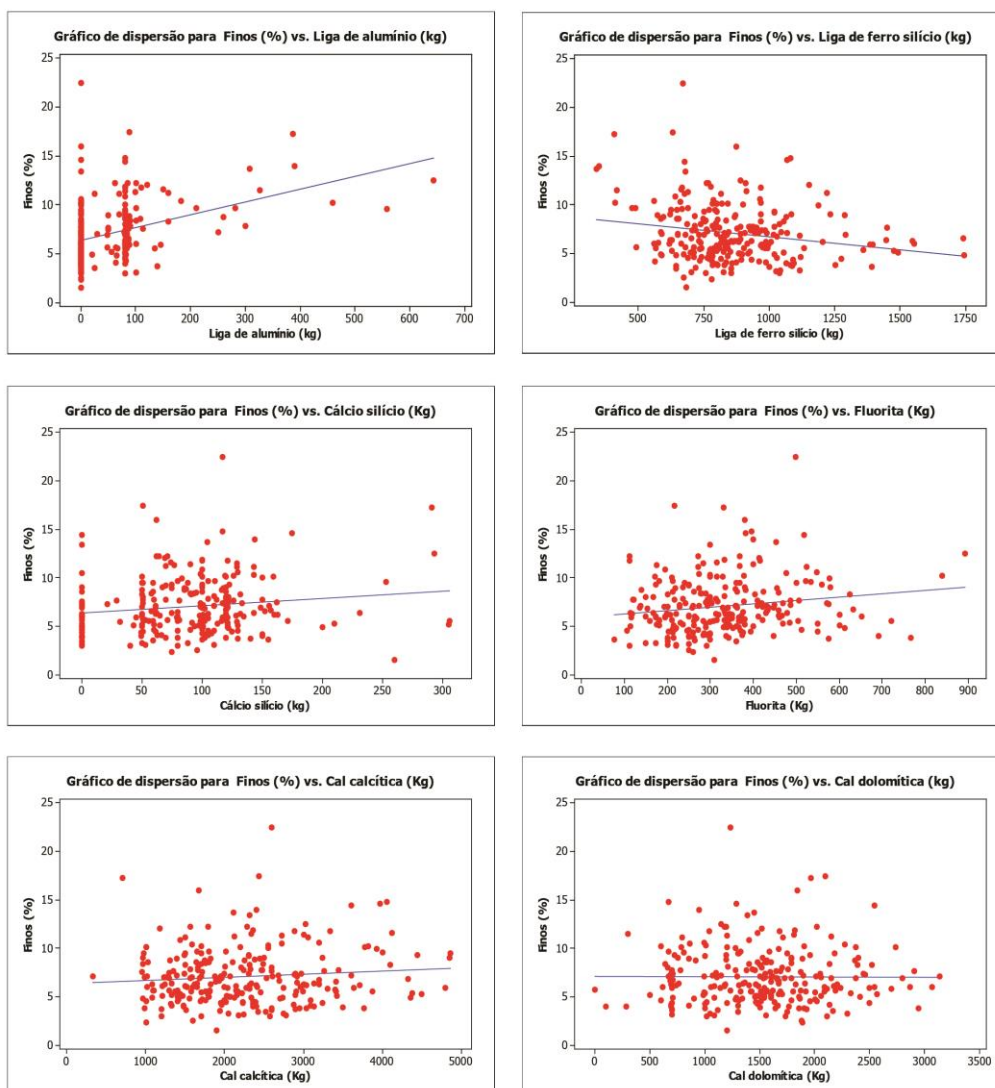 Gráfico de dispersão para Finos (%) vs. Liga de alumínio (kg)
25
20
15
10
5
0
Finos (%)
0 100 200 300 400 500 600 700
Liga de alumínio (kg)
Gráfico de dispersão para Finos (%) vs. Liga de ferro silício (kg)
25
20
15
10
5
0
Finos (%)
500 750 1000 1250 1500 1750
Liga de ferro silício (kg)
Gráfico de dispersão para Finos (%) vs. Cálcio silício (Kg)
25
20
15
10
5
0
Finos (%)
0 50 100 150 200 250 300
Cálcio silício (kg)
Gráfico de dispersão para Finos (%) vs. Fluorita (Kg)
25
20
15
10
5
0
Finos (%)
0 100 200 300 400 500 600 700 800 900
Fluorita (Kg)
Gráfico de dispersão para Finos (%) vs. Cal calcítica (Kg)
25
20
15
10
5
0
Finos (%)
0 1000 2000 3000 4000 5000
Cal calcítica (Kg)
Gráfico de dispersão para Finos (%) vs. Cal dolomítica (kg)
25
20
15
10
5
0
Finos (%)
0 500 1000 1500 2000 2500 3000 3500
Cal dolomítica (Kg)